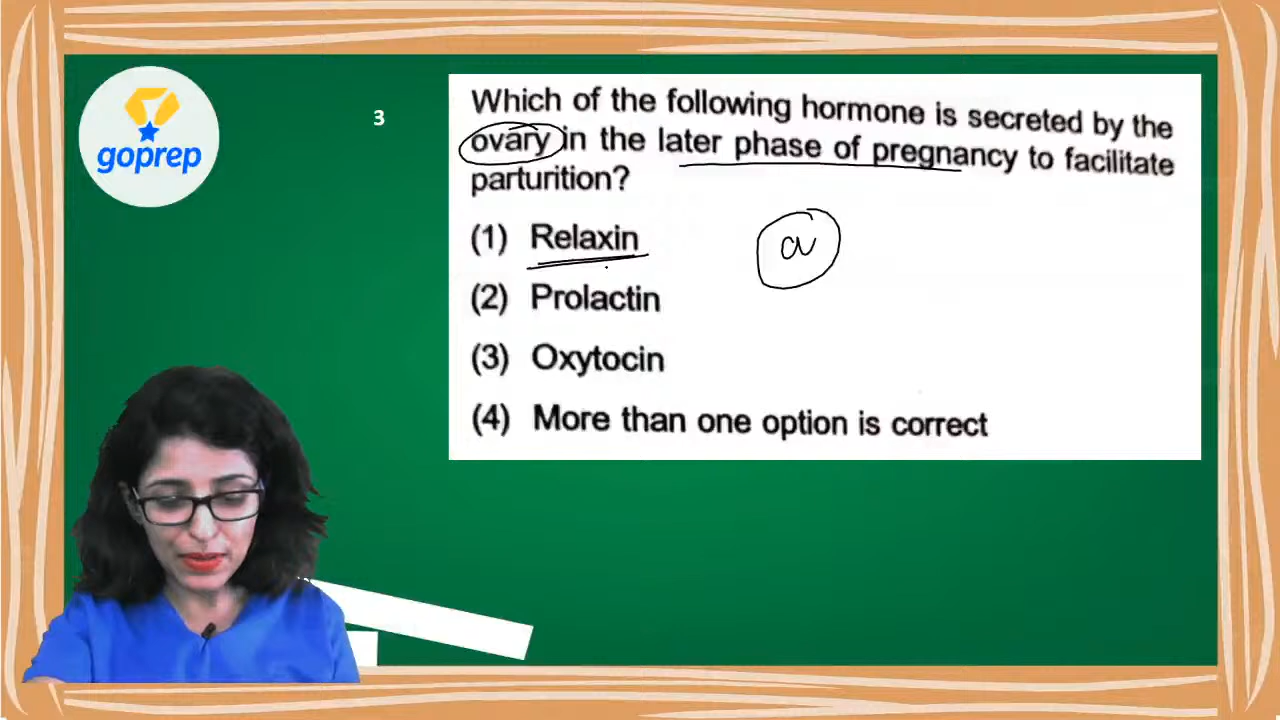 goprep
3
Which of the following hormone is secreted by the
ovary in the later phase of pregnancy to facilitate
parturition?
(1) Relaxin
a
(2) Prolactin
(3) Oxytocin
(4) More than one option is correct